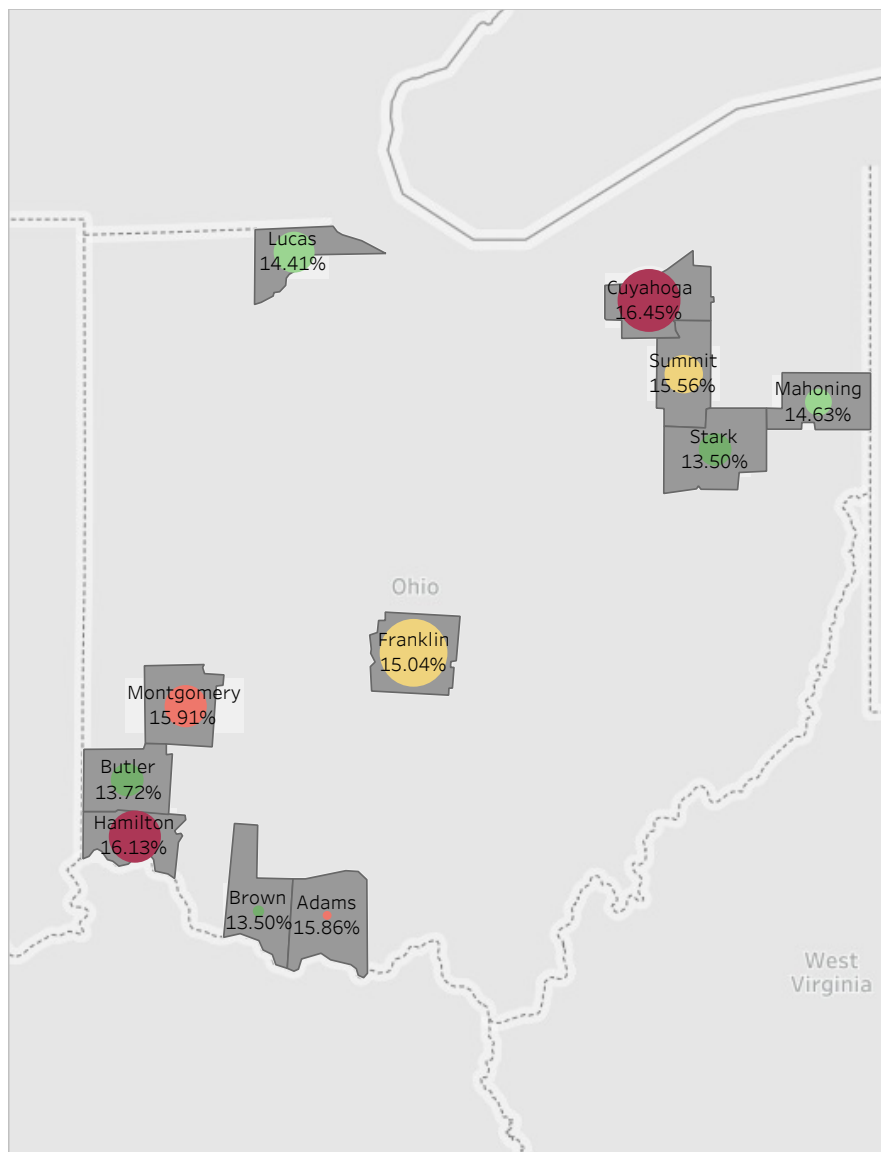 Lucas
14.41%
Cuyahoga
16.45%
Summit
15.56%
Mahoning
14.63%
Stark
13.50%
Ohio
Franklin
15.04%
Montgomery
15.91%
Butler
13.72%
Hamilton
16.13%
Brown
13.50%
Adams
15.86%
West
Virginia